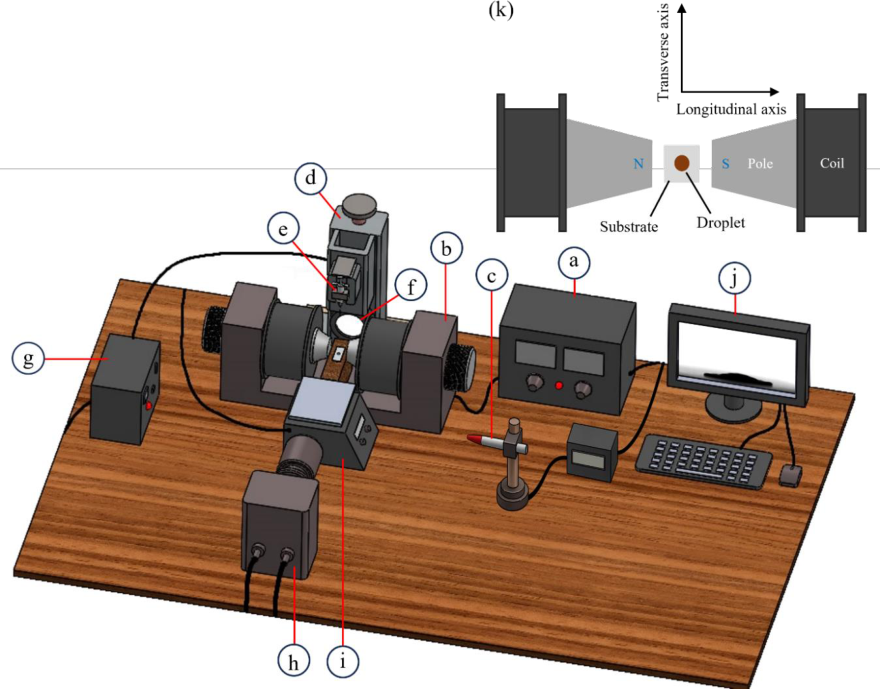 (k)
Transverse axis
Longitudinal axis
N
S
Pole
Coil
Substrate
Droplet
d
e
b
f
c
a
j
g
h
i